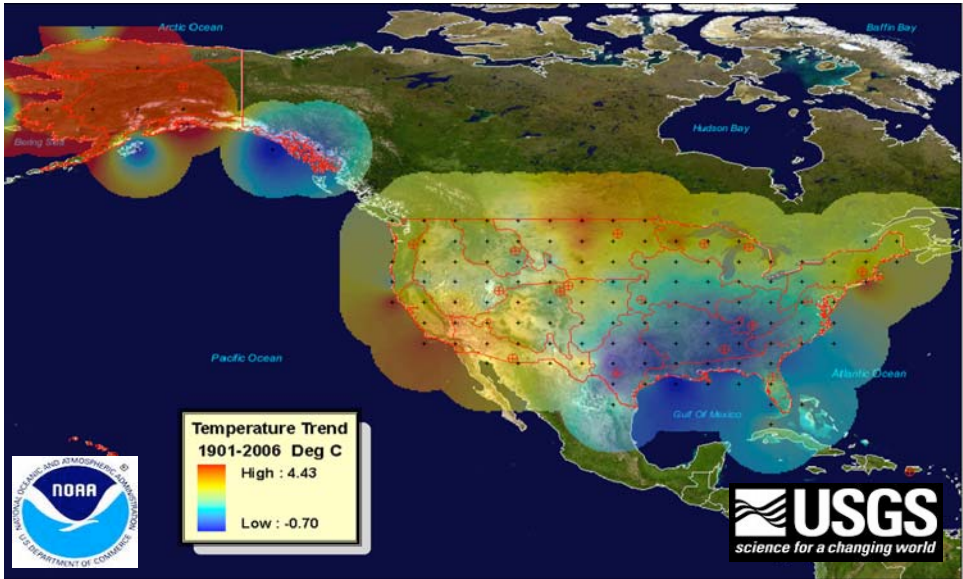 Arctic Ocean
Baffin Bay
Hudson Bay
Bering Sea
Pacific Ocean
Atlantic Ocean
Gulf Of Mexico
Temperature Trend
1901-2006 Deg C
High : 4.43
Low : -0.70
NATIONAL OCEANIC AND ATMOSPHERIC ADMINISTRATION
NOAA
U.S. DEPARTMENT OF COMMERCE
®
USGS
science for a changing world